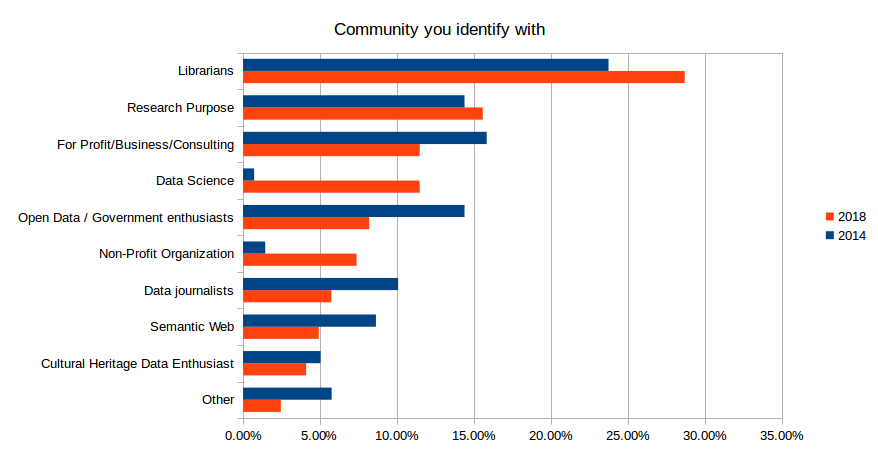 Community you identify with
Librarians
Research Purpose
For Profit/Business/Consulting
Data Science
Open Data / Government enthusiasts
Non-Profit Organization
Data journalists
Semantic Web
Cultural Heritage Data Enthusiast
Other
0.00% 5.00% 10.00% 15.00% 20.00% 25.00% 30.00% 35.00%
2018
2014